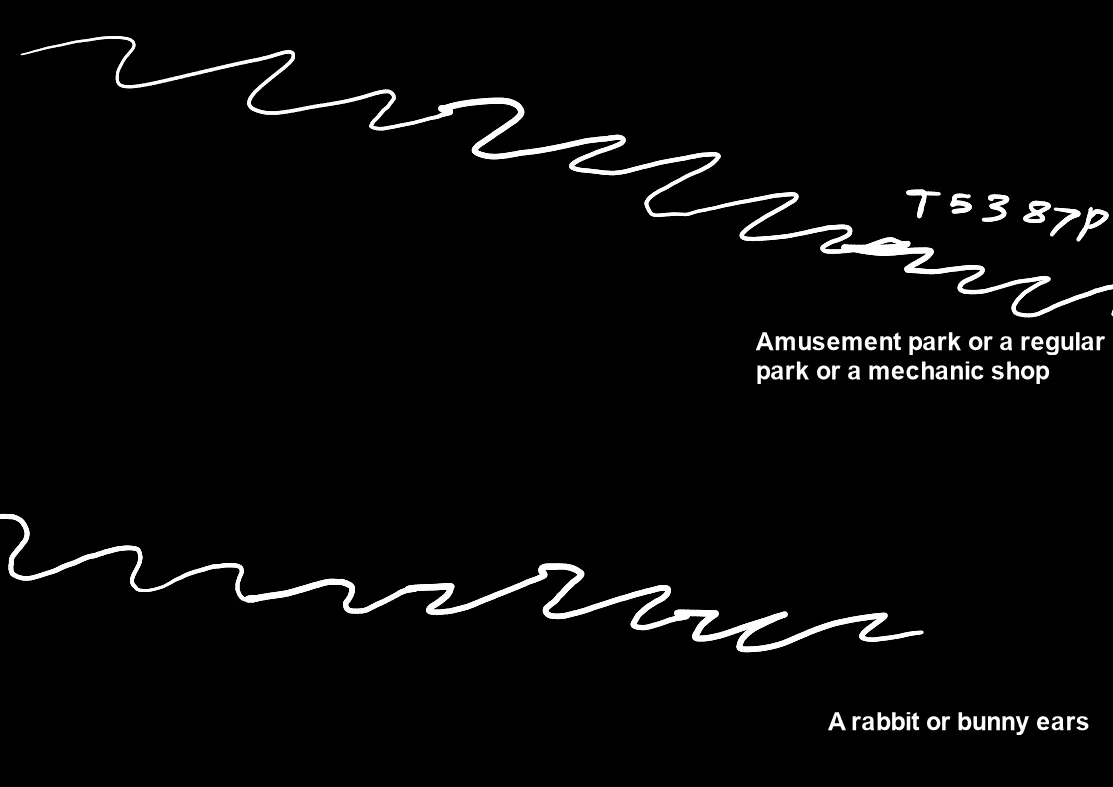 T5387P
Amusement park or a regular
park or a mechanic shop
A rabbit or bunny ears